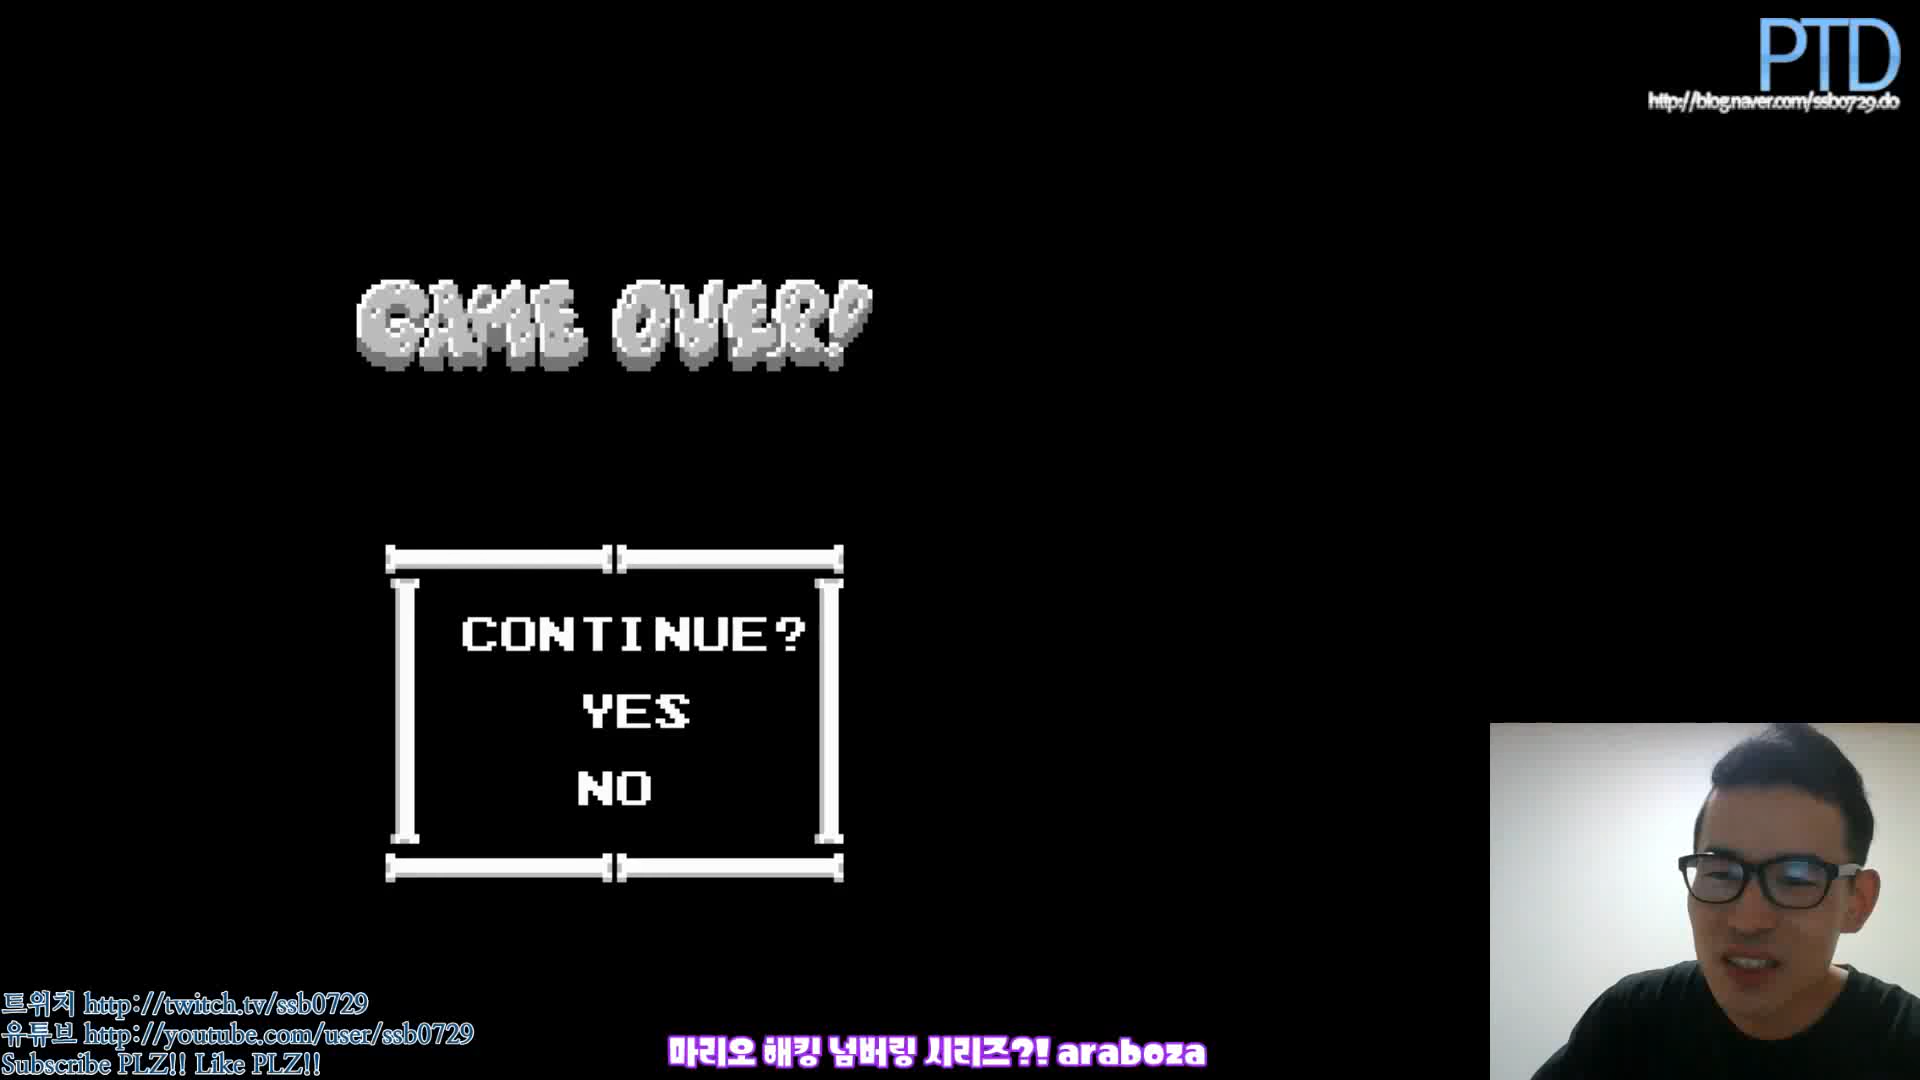 PTD
http://blog.naver.com/ssb0729.do
GAME OVER!
CONTINUE?
YES
NO
트위치 http://twitch.tv/ssb0729
유튜브 http://youtube.com/user/ssb0729
Subscribe PLZ!! Like PLZ!!
마리오 해킹 넘버링 시리즈?! araboza